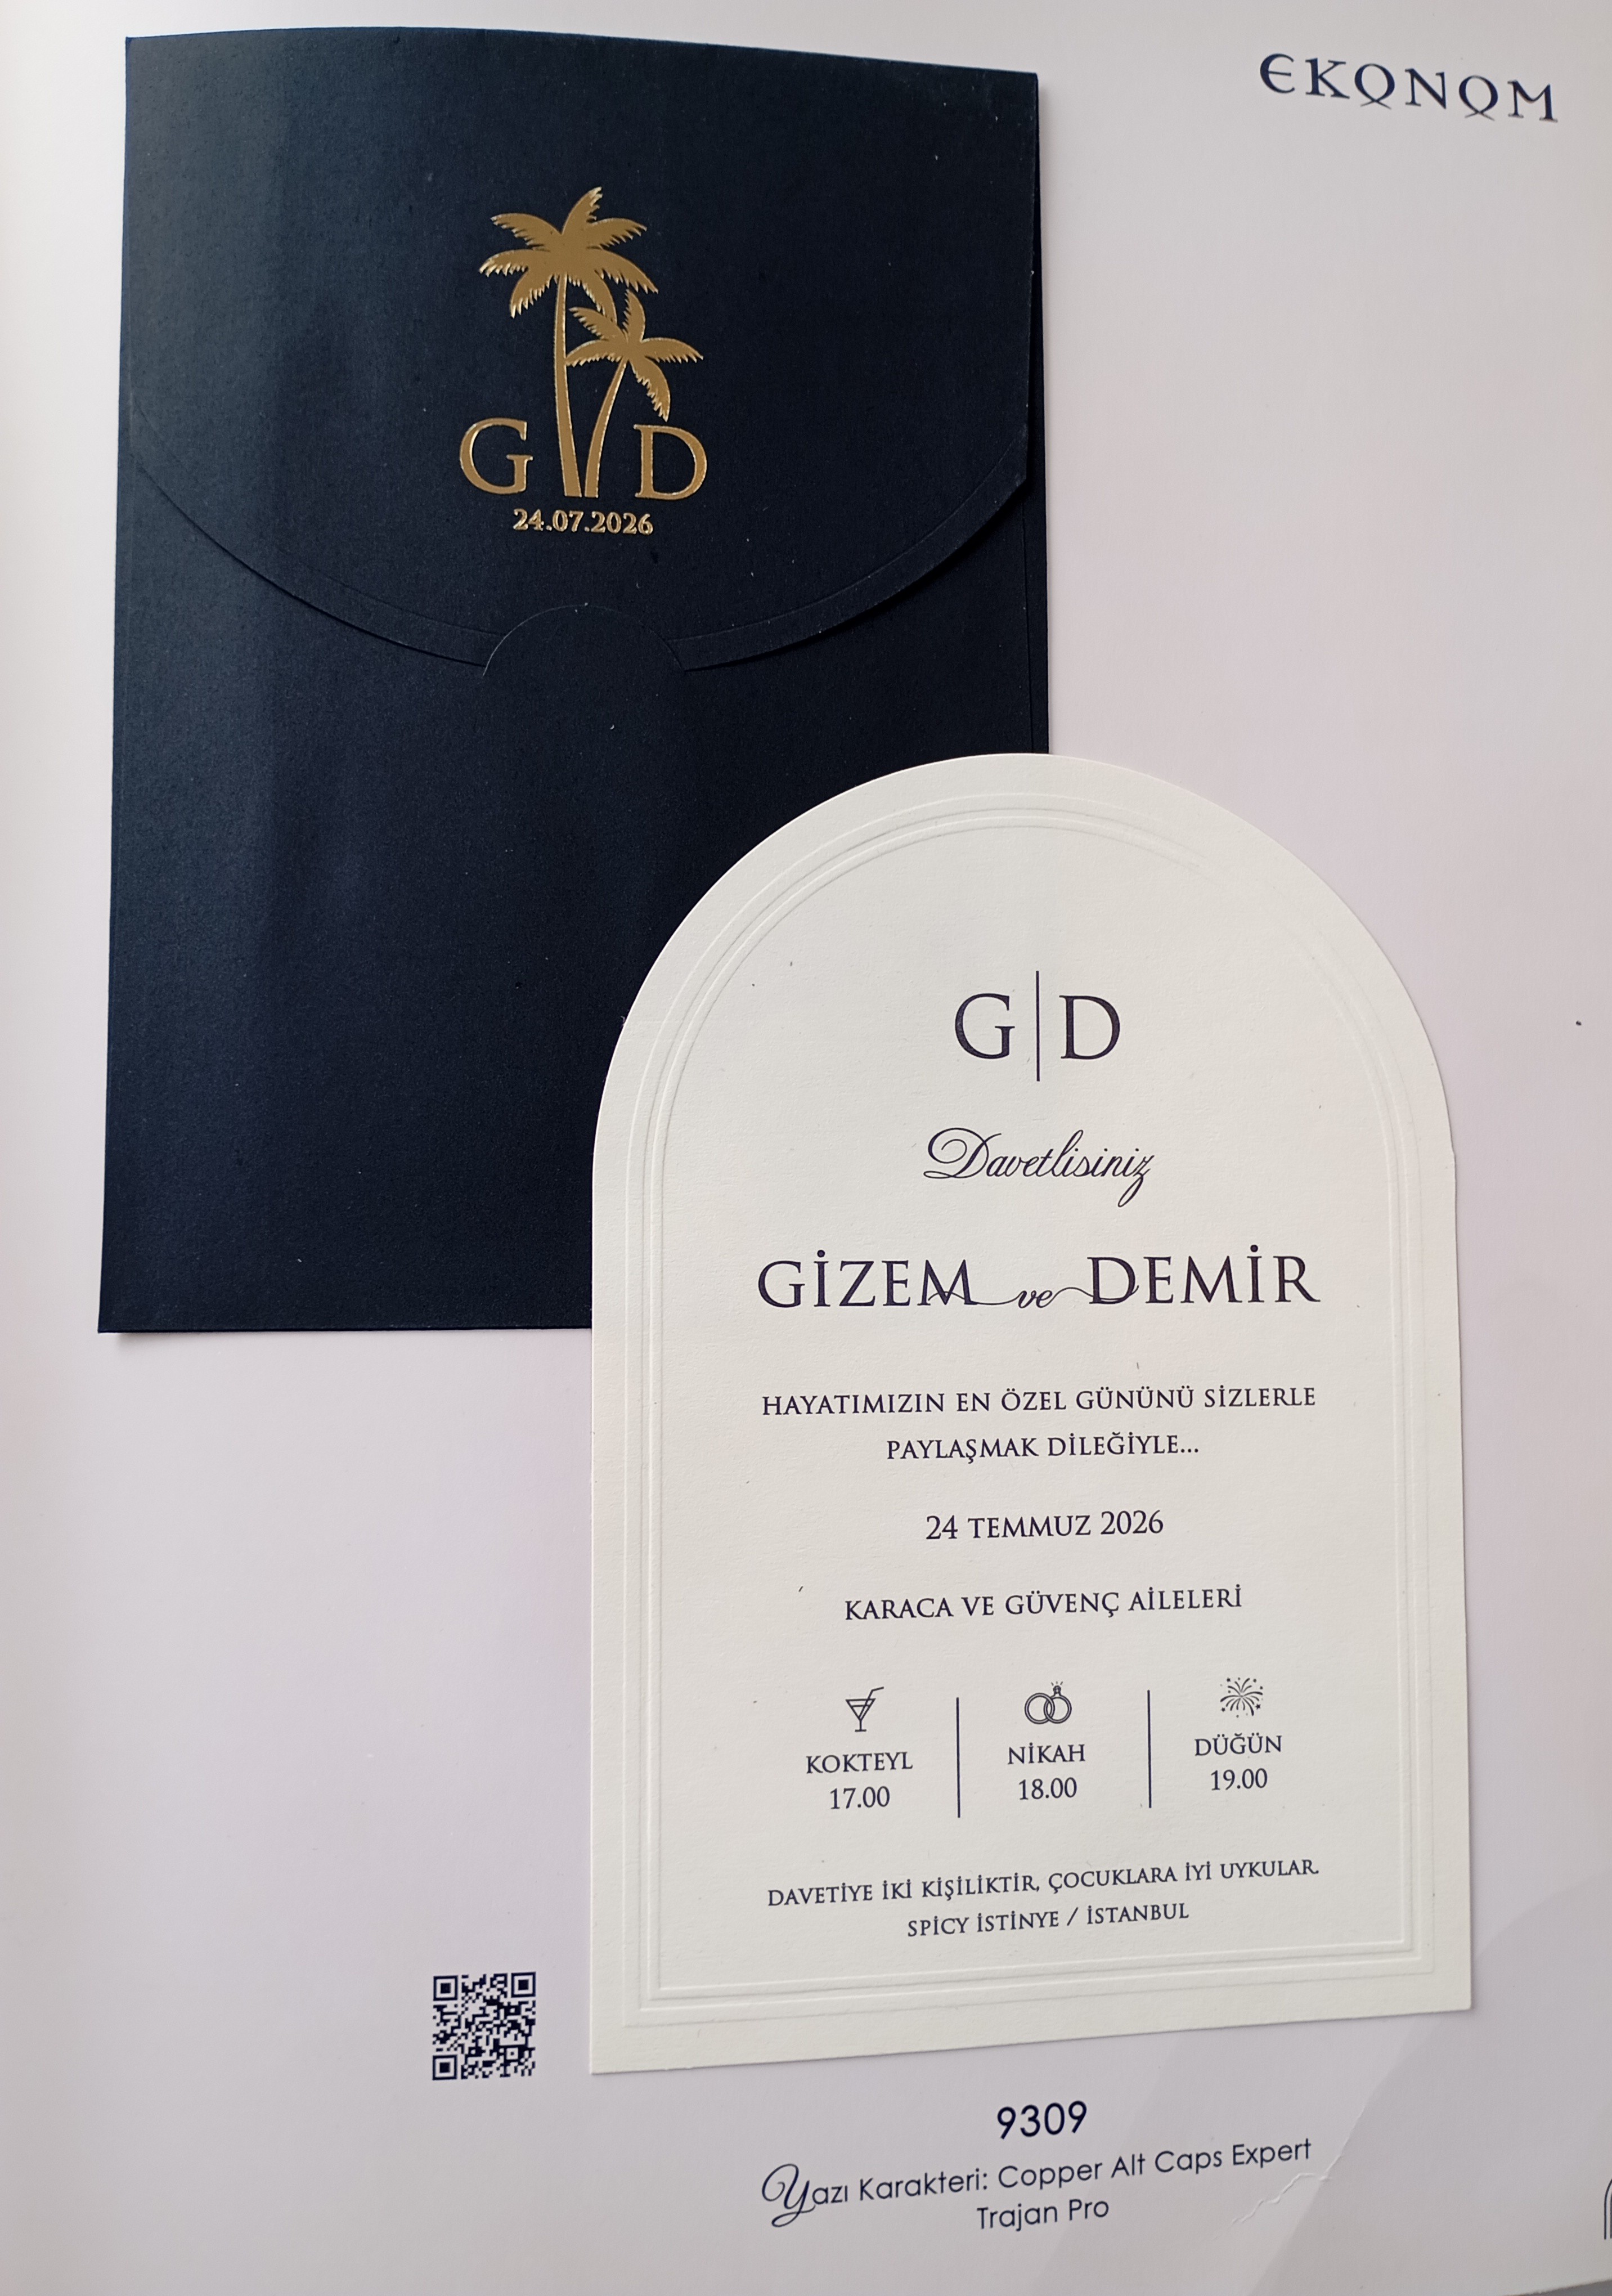 EKONOM
G D
24.07.2026
G | D
Davetlisiniz
GİZEM ve DEMİR
HAYATIMIZIN EN ÖZEL GÜNÜNÜ SİZLERLE
PAYLAŞMAK DİLEĞİYLE...
24 TEMMUZ 2026
KARACA VE GÜVENÇ AİLELERİ
KOKTEYL NİKAH DÜĞÜN
17.00 18.00 19.00
DAVETİYE İKİ KİŞİLİKTİR, ÇOCUKLARA İYİ UYKULAR.
SPİCY İSTİNYE / İSTANBUL
9309
Yazı Karakteri: Copper Alt Caps Expert
Trajan Pro